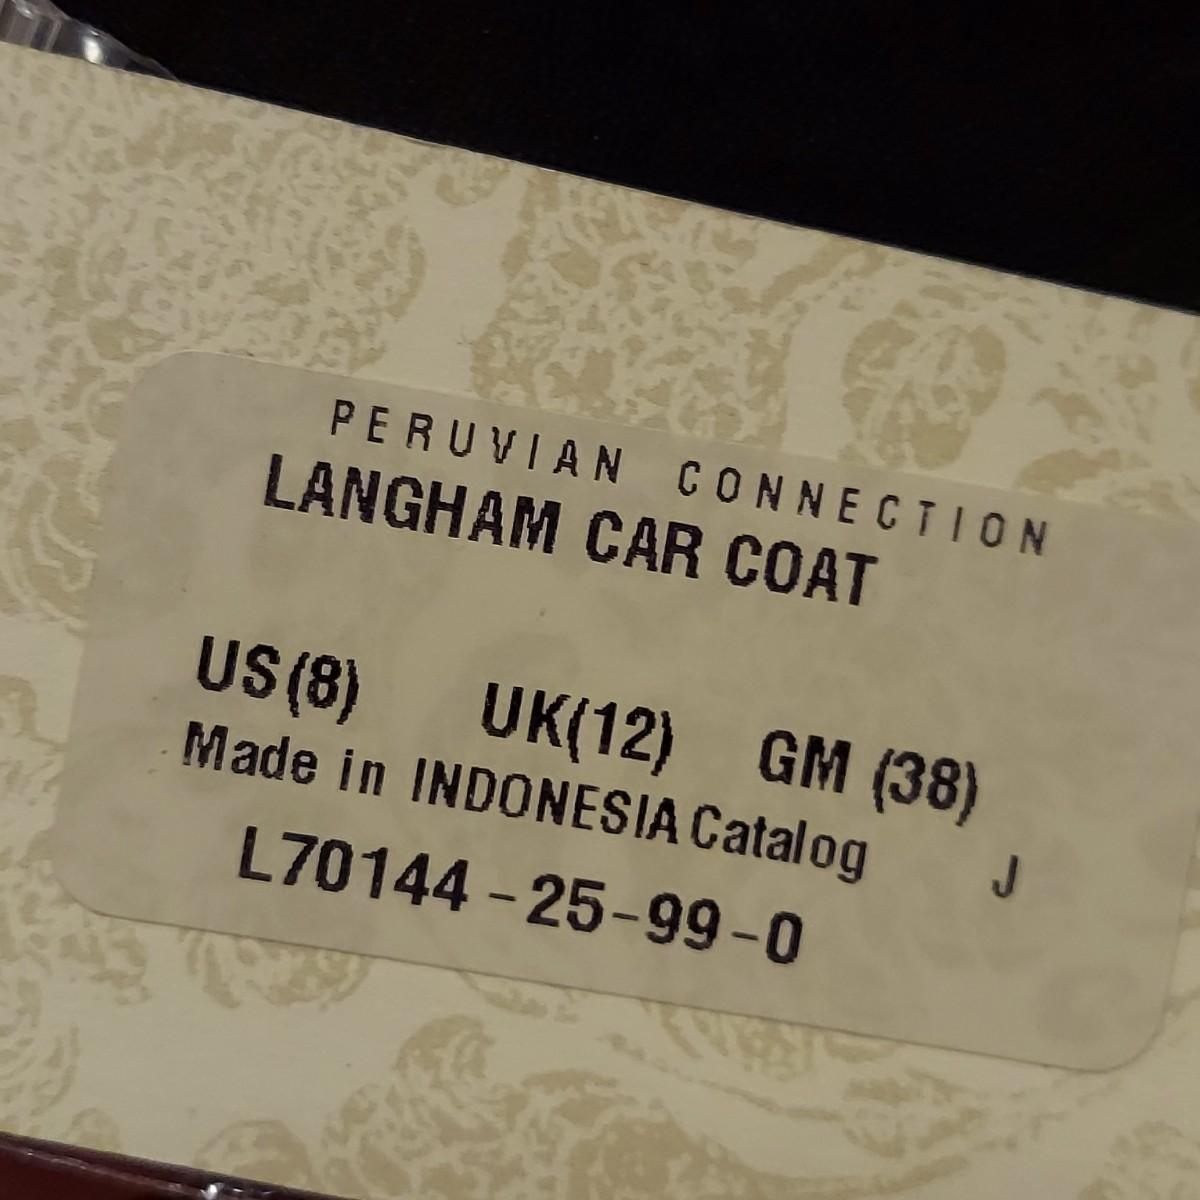 PERUVIAN CONNECTION
LANGHAM CAR COAT
US(8) UK(12) GM (38)
Made in INDONESIA Catalog J
L70144-25-99-0